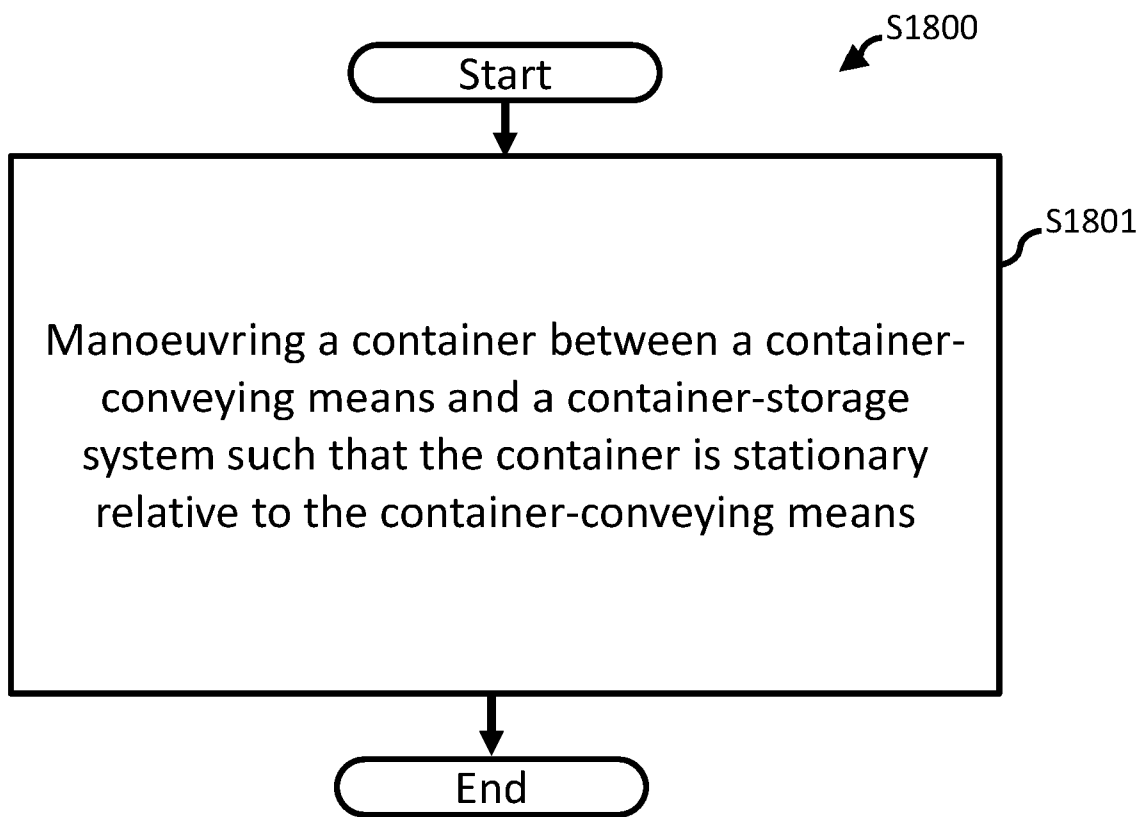 S1800
Start
S1801
Manoeuvring a container between a container-
conveying means and a container-storage
system such that the container is stationary
relative to the container-conveying means
End